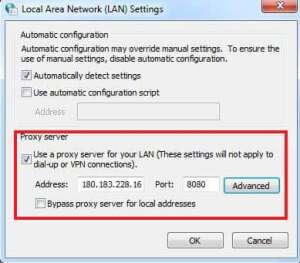 Local Area Network (LAN) Settings
Automatic configuration
Automatic configuration may override manual settings. To ensure the
use of manual settings, disable automatic configuration.
Automatically detect settings
Use automatic configuration script
Address
Proxy server
Use a proxy server for your LAN (These settings will not apply to
dial-up or VPN connections).
Address: 180.183.228.16 Port: 8080 Advanced
Bypass proxy server for local addresses
OK Cancel